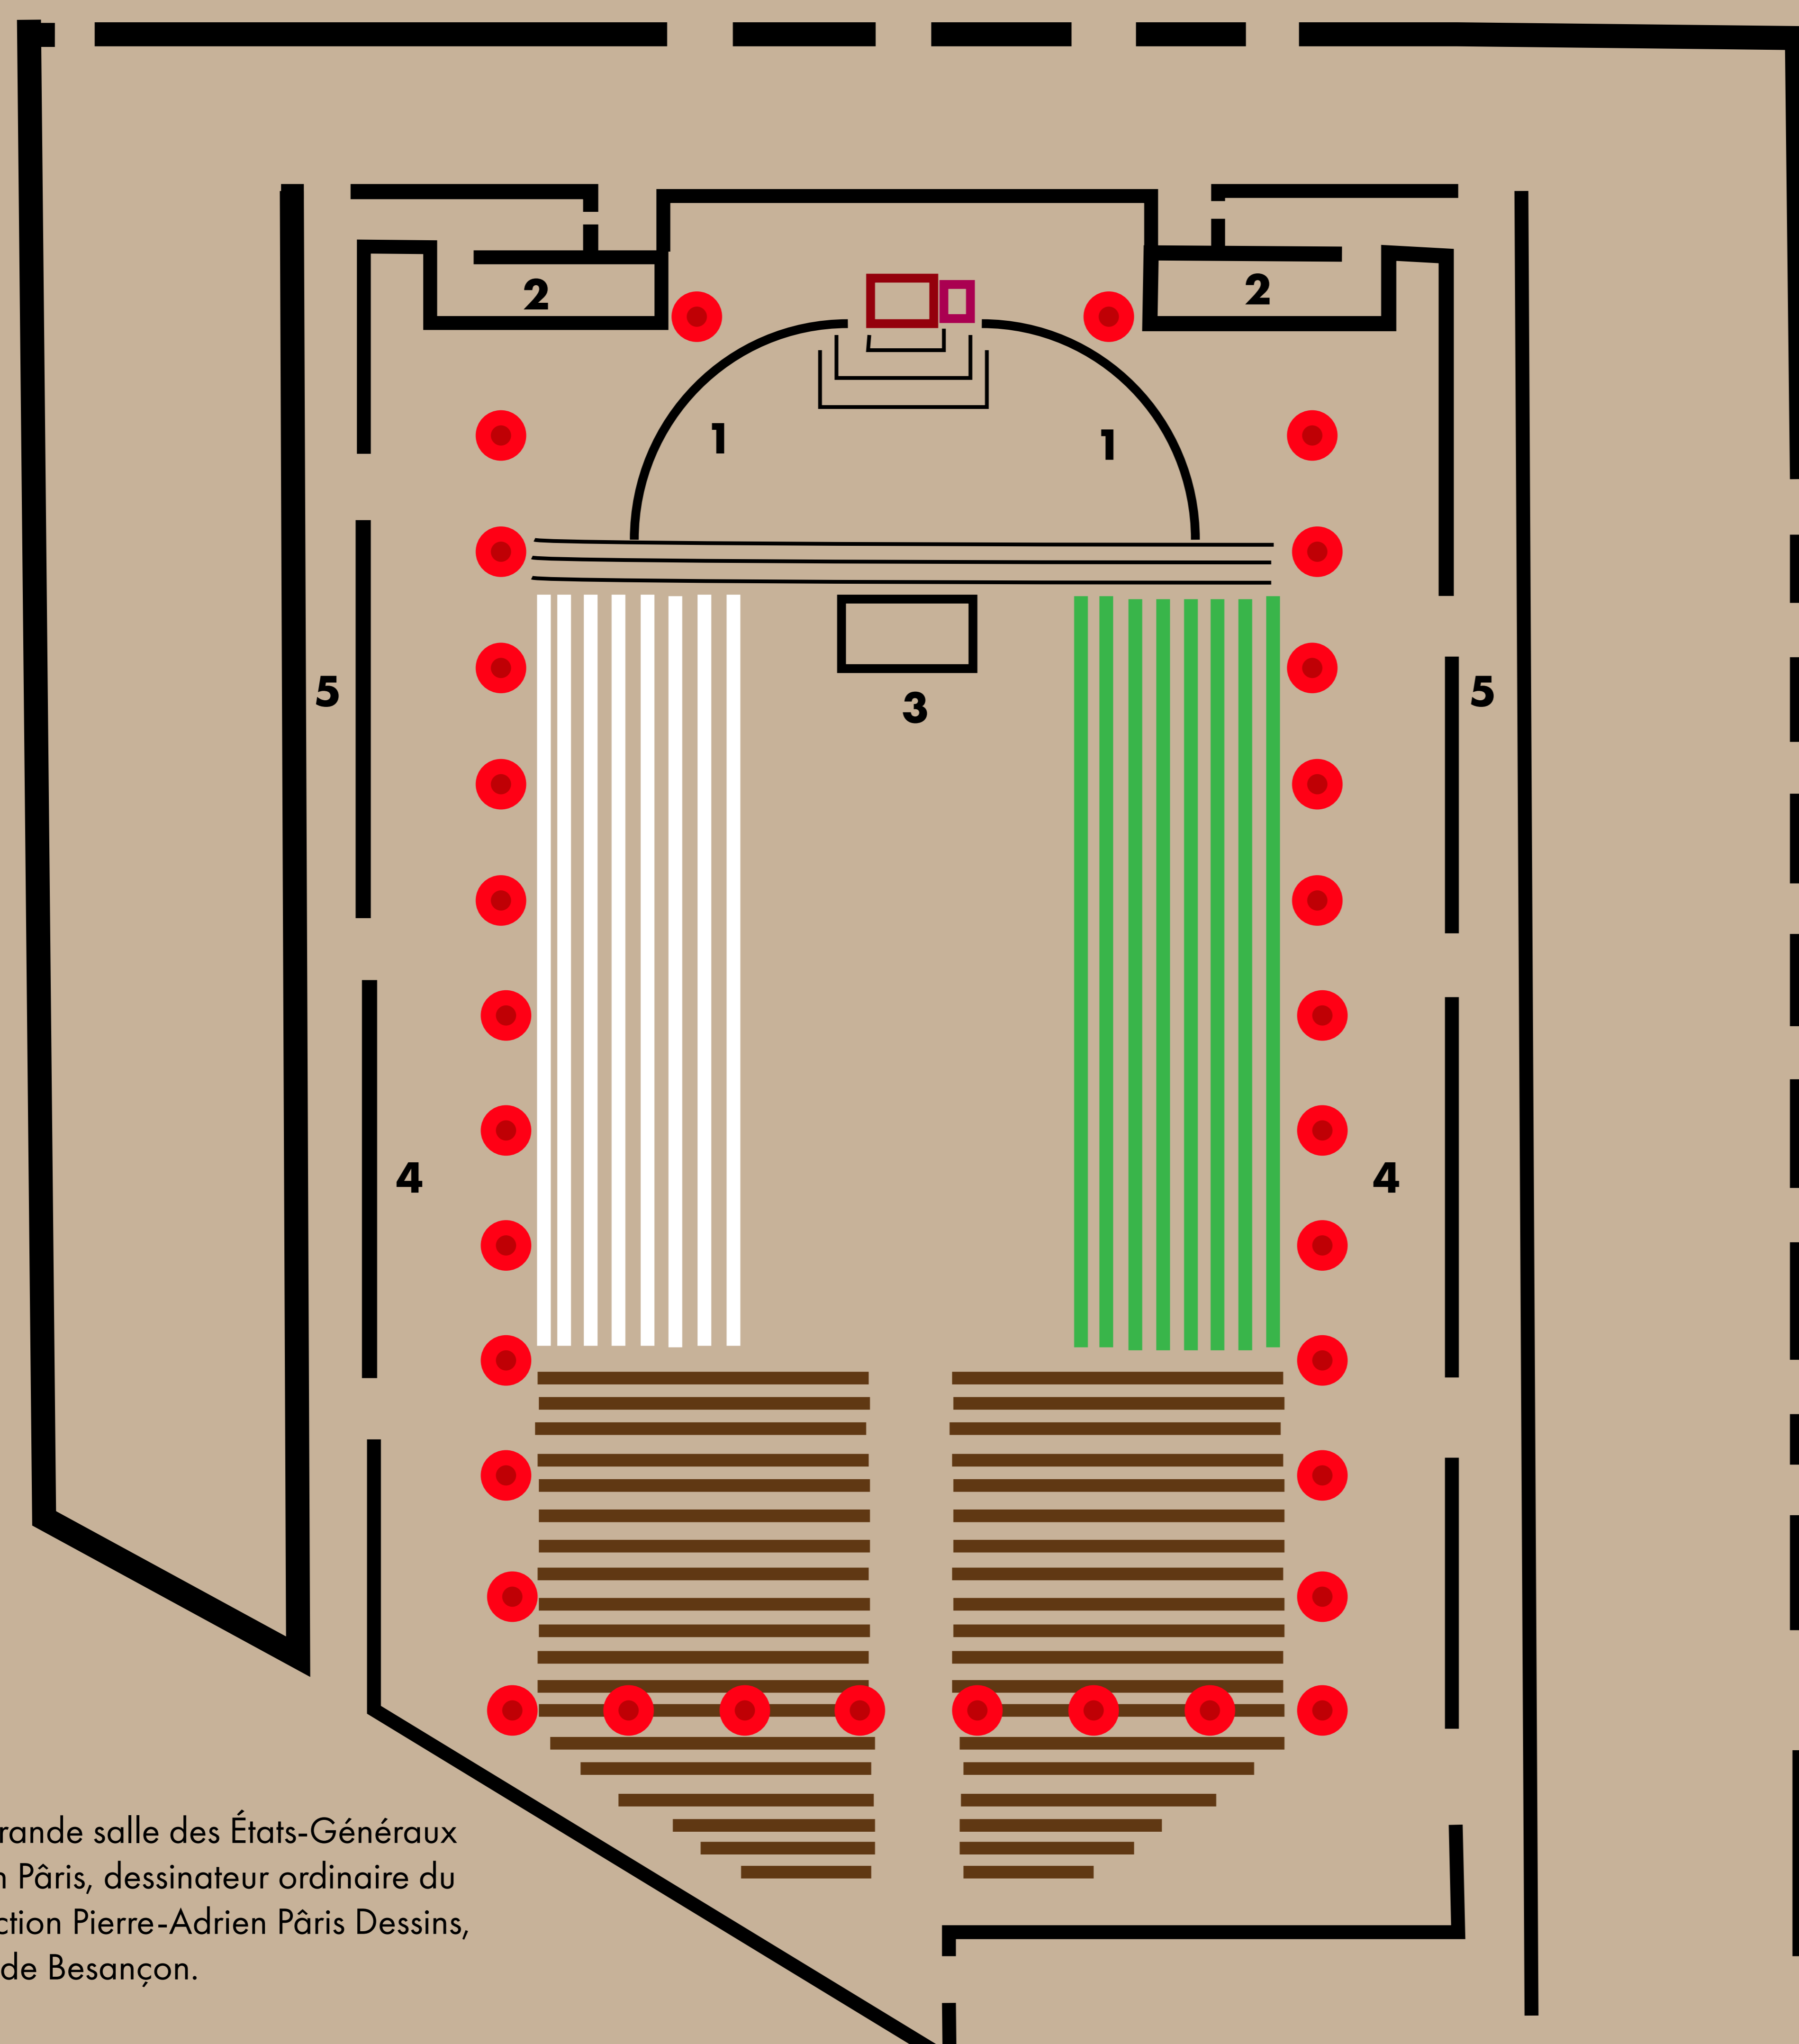 2
2
1
1
5
5
3
4
4
rande salle des États-Généraux
n Pâris, dessinateur ordinaire du
ction Pierre-Adrien Pâris Dessins,
de Besançon.